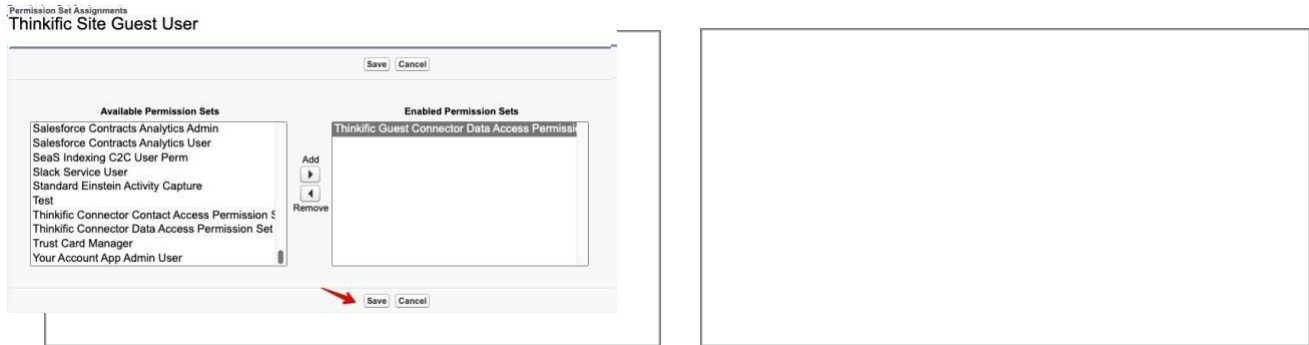 Permission Set Assignments
Thinkific Site Guest User
Save Cancel
Available Permission Sets
Salesforce Contracts Analytics Admin
Salesforce Contracts Analytics User
SeaS Indexing C2C User Perm
Slack Service User
Standard Einstein Activity Capture
Test
Thinkific Connector Contact Access Permission S
Thinkific Connector Data Access Permission Set
Trust Card Manager
Your Account App Admin User
Add
Remove
Enabled Permission Sets
Thinkific Guest Connector Data Access Permissi
Save Cancel